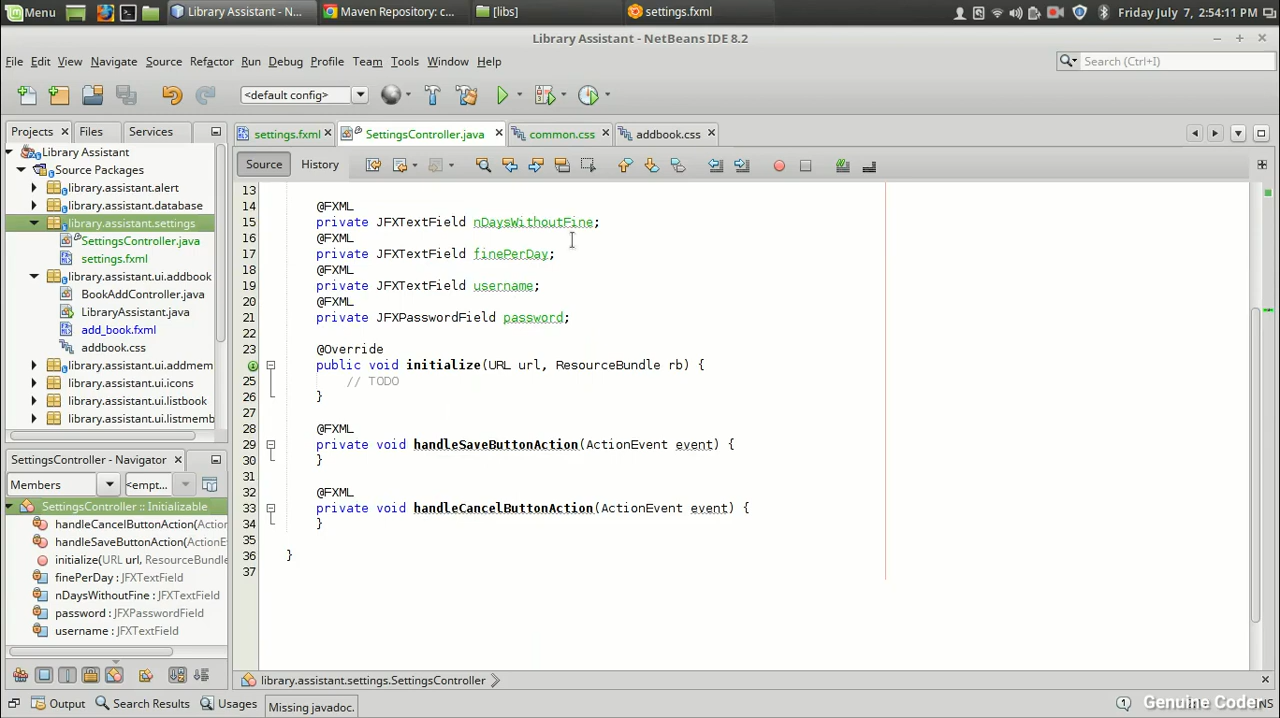 Menu
Library Assistant - N...
Maven Repository: c...
[libs]
settings.fxml
Friday July 7, 2:54:11 PM
Library Assistant - NetBeans IDE 8.2
File Edit View Navigate Source Refactor Run Debug Profile Team Tools Window Help
Search (Ctrl+I)
<default config>
Projects Files Services
settings.fxml SettingsController.java common.css addbook.css
Source History
Library Assistant
Source Packages
library.assistant.alert
library.assistant.database
library.assistant.settings
SettingsController.java
settings.fxml
library.assistant.ui.addbook
BookAddController.java
LibraryAssistant.java
add_book.fxml
addbook.css
library.assistant.ui.addmem
library.assistant.ui.icons
library.assistant.ui.listbook
library.assistant.ui.listmemb
SettingsController - Navigator
Members <empt...
SettingsController :: Initializable
handleCancelButtonAction(Actio
handleSaveButtonAction(ActionE
initialize(URL url, ResourceBundle
finePerDay : JFXTextField
nDaysWithoutFine : JFXTextField
password : JFXPasswordField
username : JFXTextField
13
14 @FXML
15 private JFXTextField nDaysWithoutFine;
16 @FXML
17 private JFXTextField finePerDay;
18 @FXML
19 private JFXTextField username;
20 @FXML
21 private JFXPasswordField password;
22
23 @Override
public void initialize(URL url, ResourceBundle rb) {
25 // TODO
26 }
27
28 @FXML
29 private void handleSaveButtonAction(ActionEvent event) {
30 }
31
32 @FXML
33 private void handleCancelButtonAction(ActionEvent event) {
34 }
35
36 }
37
library.assistant.settings.SettingsController
Output Search Results Usages
Missing javadoc.
1
Genuine Coder
NS